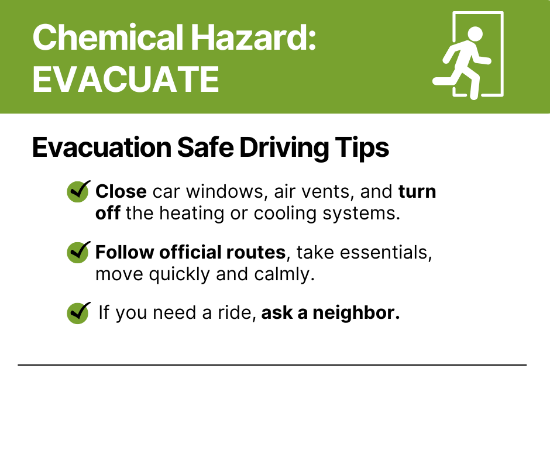 Chemical Hazard:
EVACUATE
Evacuation Safe Driving Tips
Close car windows, air vents, and turn
off the heating or cooling systems.
Follow official routes, take essentials,
move quickly and calmly.
If you need a ride, ask a neighbor.